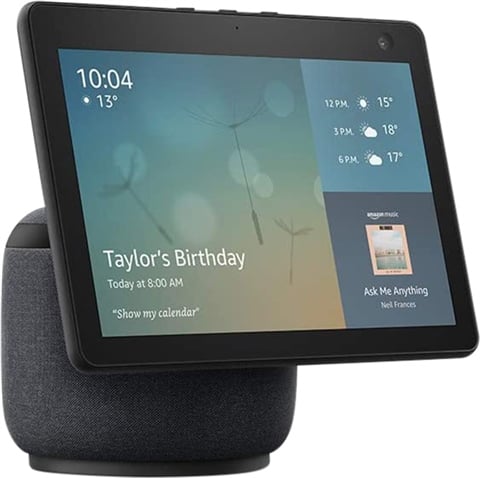 10:04
13°
12 P.M. 15°
3 P.M. 18°
6 P.M. 17°
Taylor's Birthday
Today at 8:00 AM
"Show my calendar"
amazon music
Ask Me Anything
Neil Frances